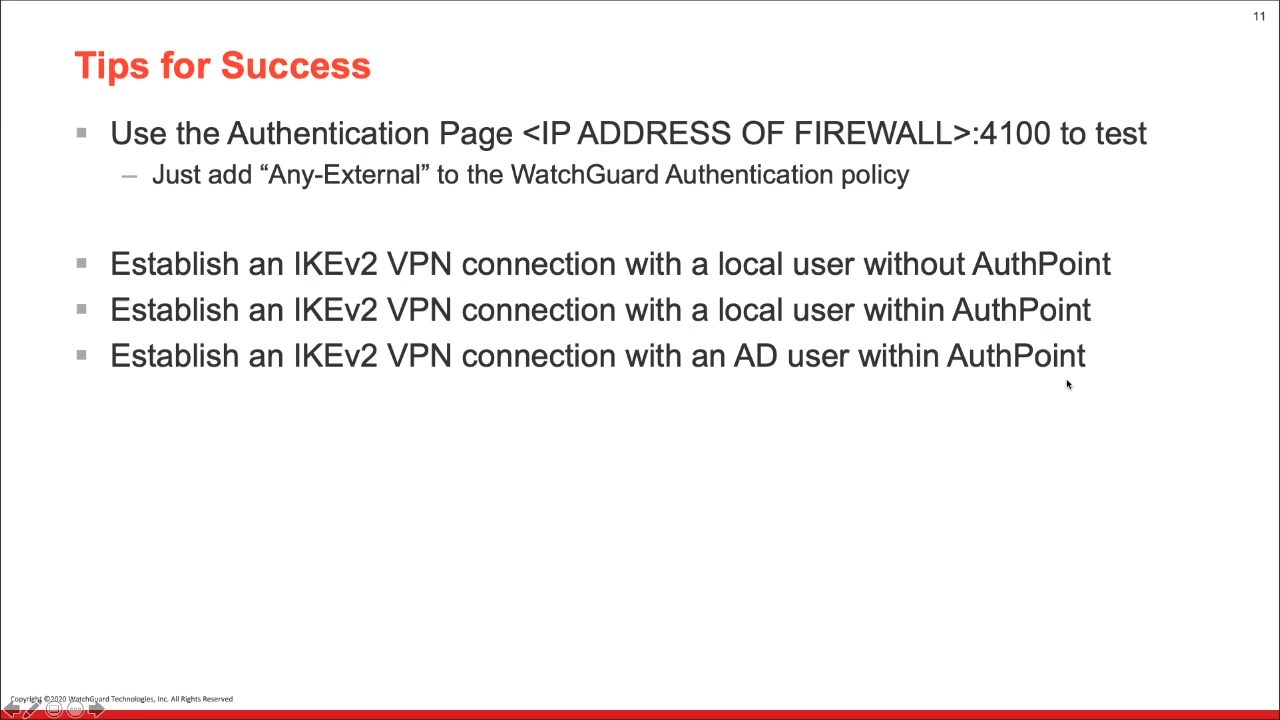 11
Tips for Success
Use the Authentication Page <IP ADDRESS OF FIREWALL>:4100 to test
– Just add “Any-External” to the WatchGuard Authentication policy
Establish an IKEv2 VPN connection with a local user without AuthPoint
Establish an IKEv2 VPN connection with a local user within AuthPoint
Establish an IKEv2 VPN connection with an AD user within AuthPoint
Copyright ©2020 WatchGuard Technologies, Inc. All Rights Reserved